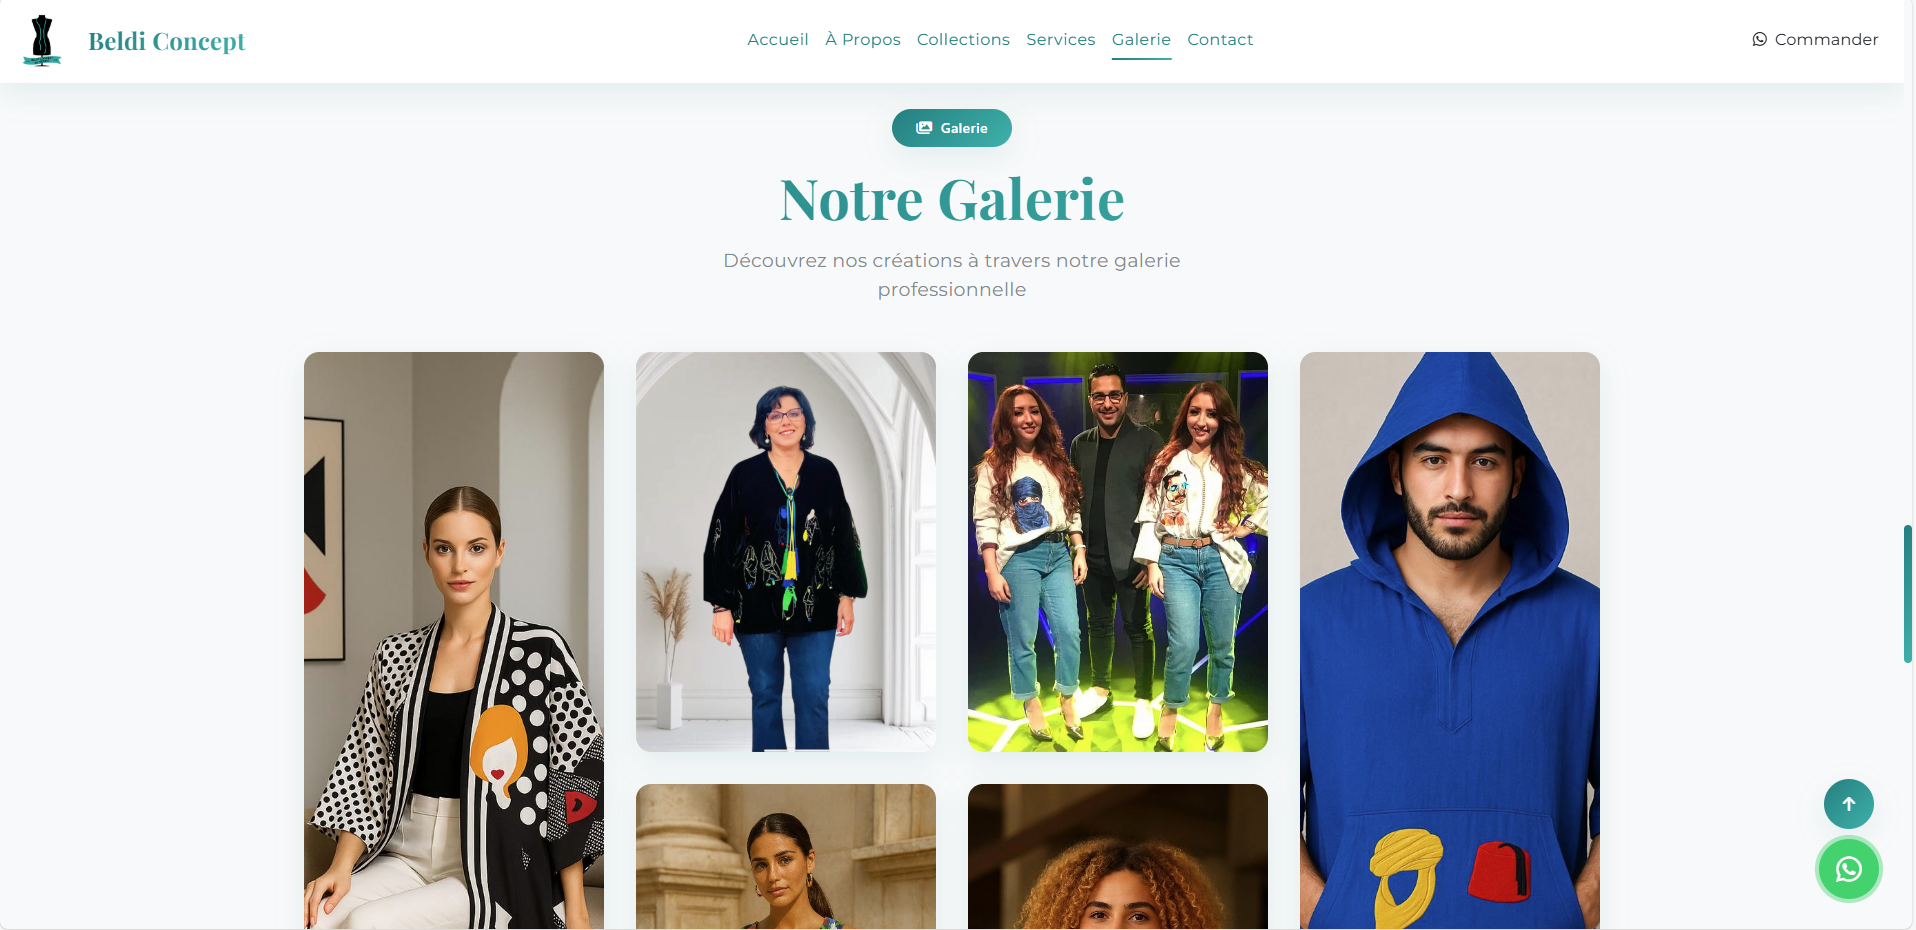 Beldi Concept
Accueil
À Propos
Collections
Services
Galerie
Contact
Commander
Galerie
Notre Galerie
Découvrez nos créations à travers notre galerie
professionnelle